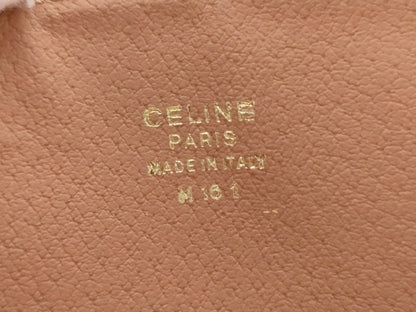 CELINE
PARIS
MADE IN ITALY
M 16 1